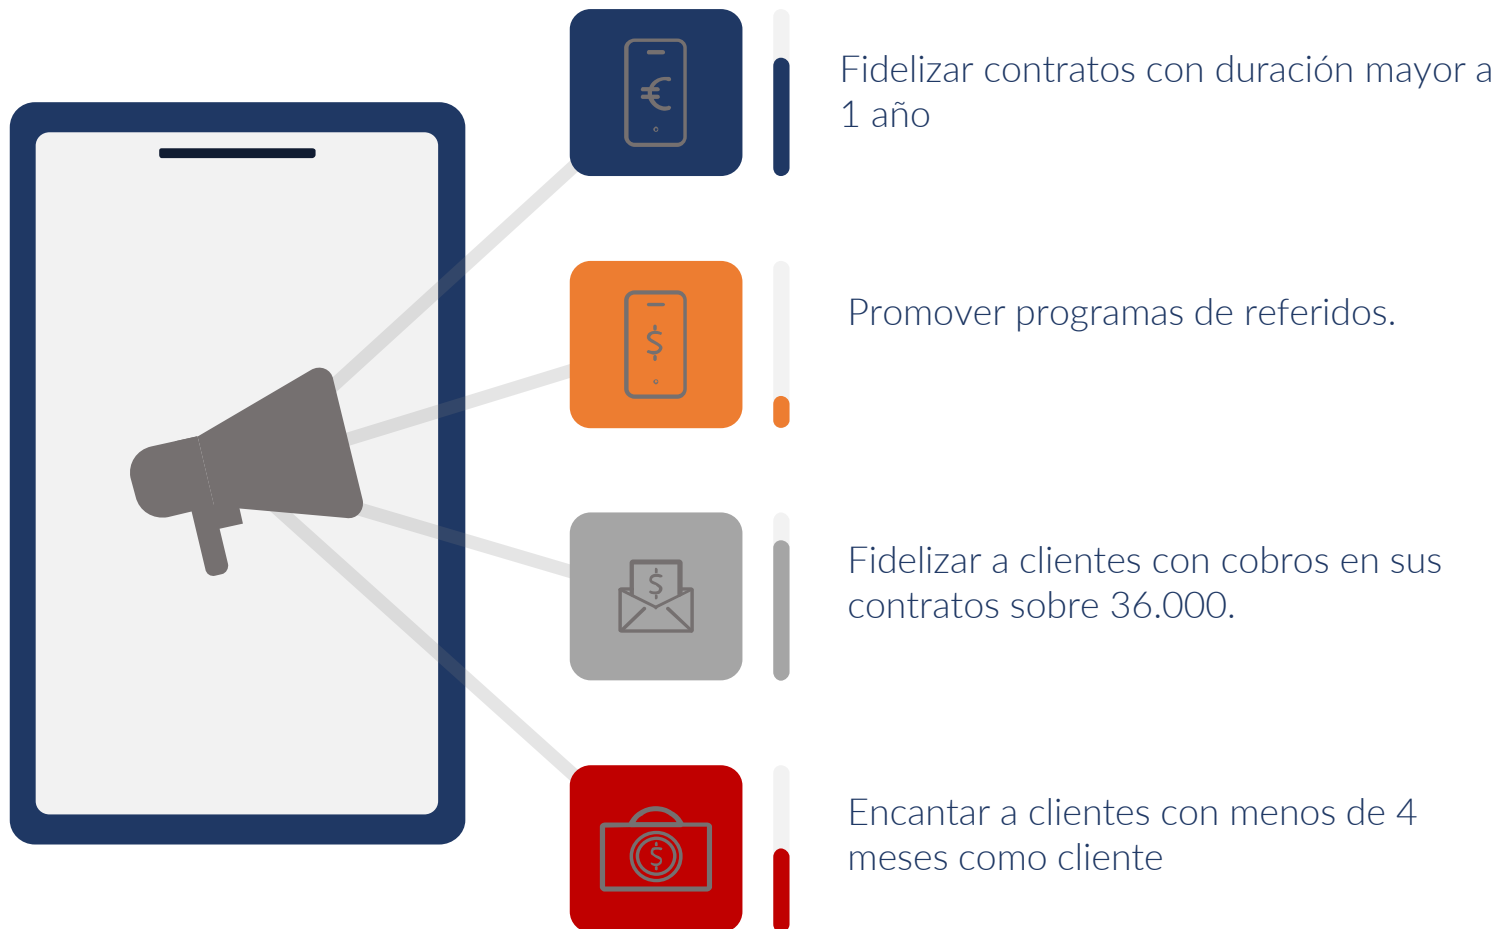 €
Fidelizar contratos con duración mayor a
1 año
$
Promover programas de referidos.
$
Fidelizar a clientes con cobros en sus
contratos sobre 36.000.
$
Encantar a clientes con menos de 4
meses como cliente